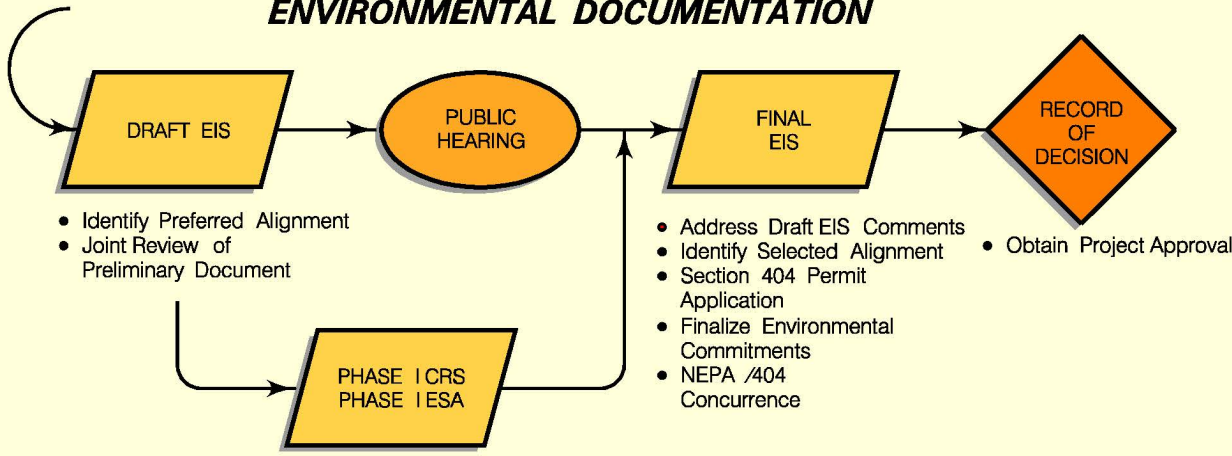 ENVIRONMENTAL DOCUMENTATION
DRAFT EIS
PUBLIC
HEARING
FINAL
EIS
RECORD
OF
DECISION
• Identify Preferred Alignment
• Joint Review of
Preliminary Document
• Address Draft EIS Comments
• Identify Selected Alignment
• Section 404 Permit
Application
• Finalize Environmental
Commitments
• NEPA /404
Concurrence
• Obtain Project Approval
PHASE I CRS
PHASE I ESA